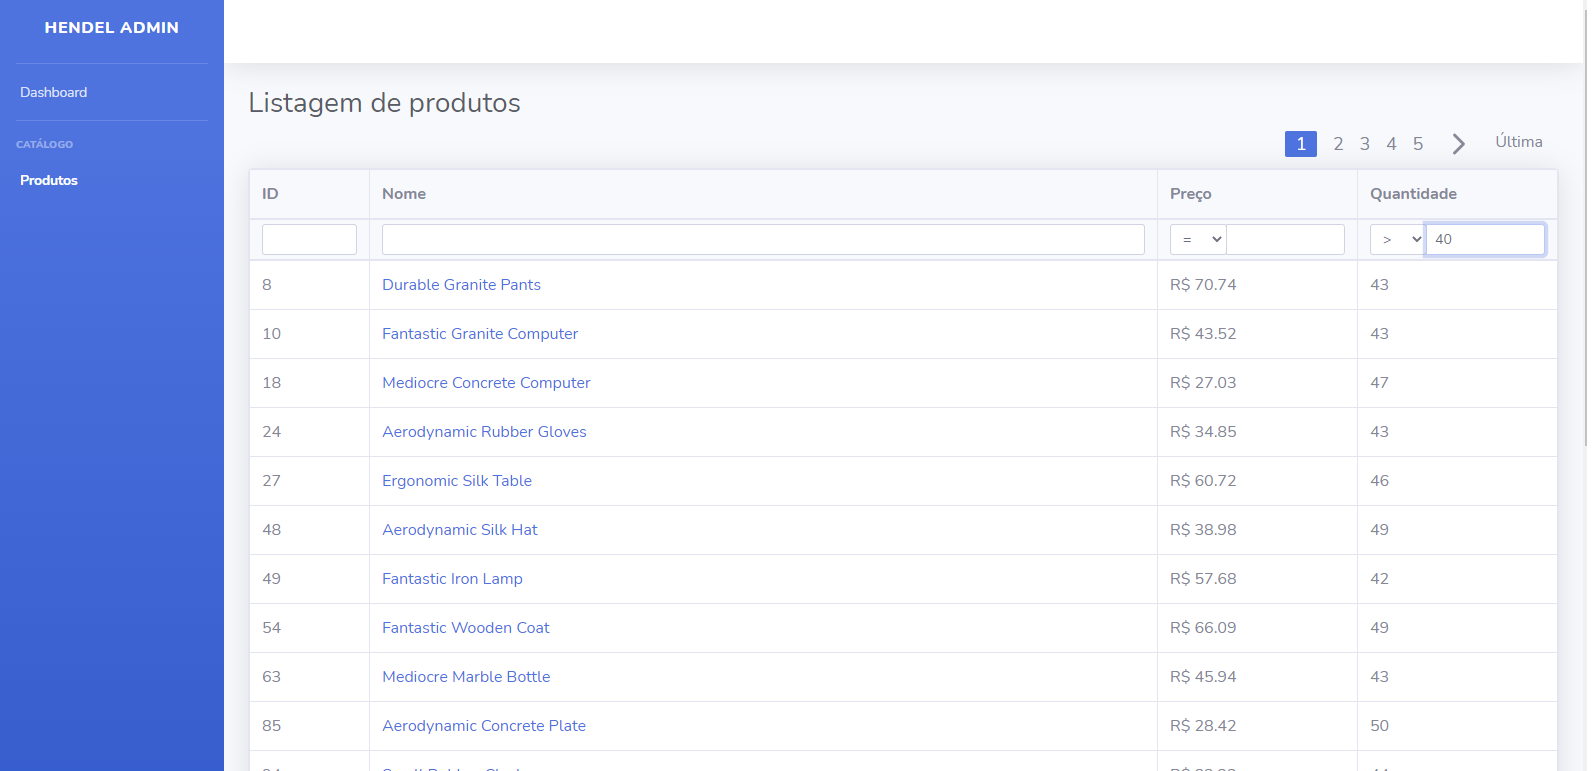 HENDEL ADMIN
Dashboard
CATÁLOGO
Produtos
Listagem de produtos
1 2 3 4 5 Última
ID Nome Preço Quantidade
= > 40
8 Durable Granite Pants R$ 70.74 43
10 Fantastic Granite Computer R$ 43.52 43
18 Mediocre Concrete Computer R$ 27.03 47
24 Aerodynamic Rubber Gloves R$ 34.85 43
27 Ergonomic Silk Table R$ 60.72 46
48 Aerodynamic Silk Hat R$ 38.98 49
49 Fantastic Iron Lamp R$ 57.68 42
54 Fantastic Wooden Coat R$ 66.09 49
63 Mediocre Marble Bottle R$ 45.94 43
85 Aerodynamic Concrete Plate R$ 28.42 50